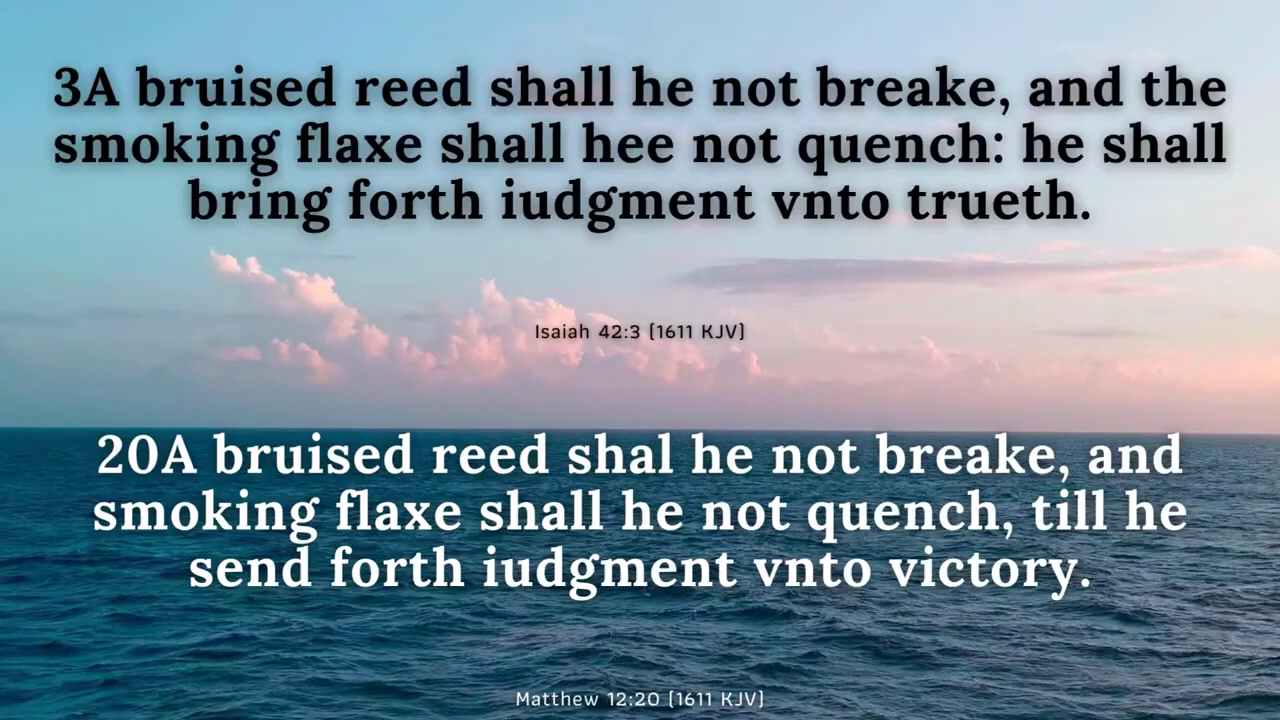 3A bruised reed shall he not breake, and the
smoking flaxe shall hee not quench: he shall
bring forth iudgment vnto trueth.
Isaiah 42:3 [1611 KJV]
20A bruised reed shal he not breake, and
smoking flaxe shall he not quench, till he
send forth iudgment vnto victory.
Matthew 12:20 [1611 KJV]